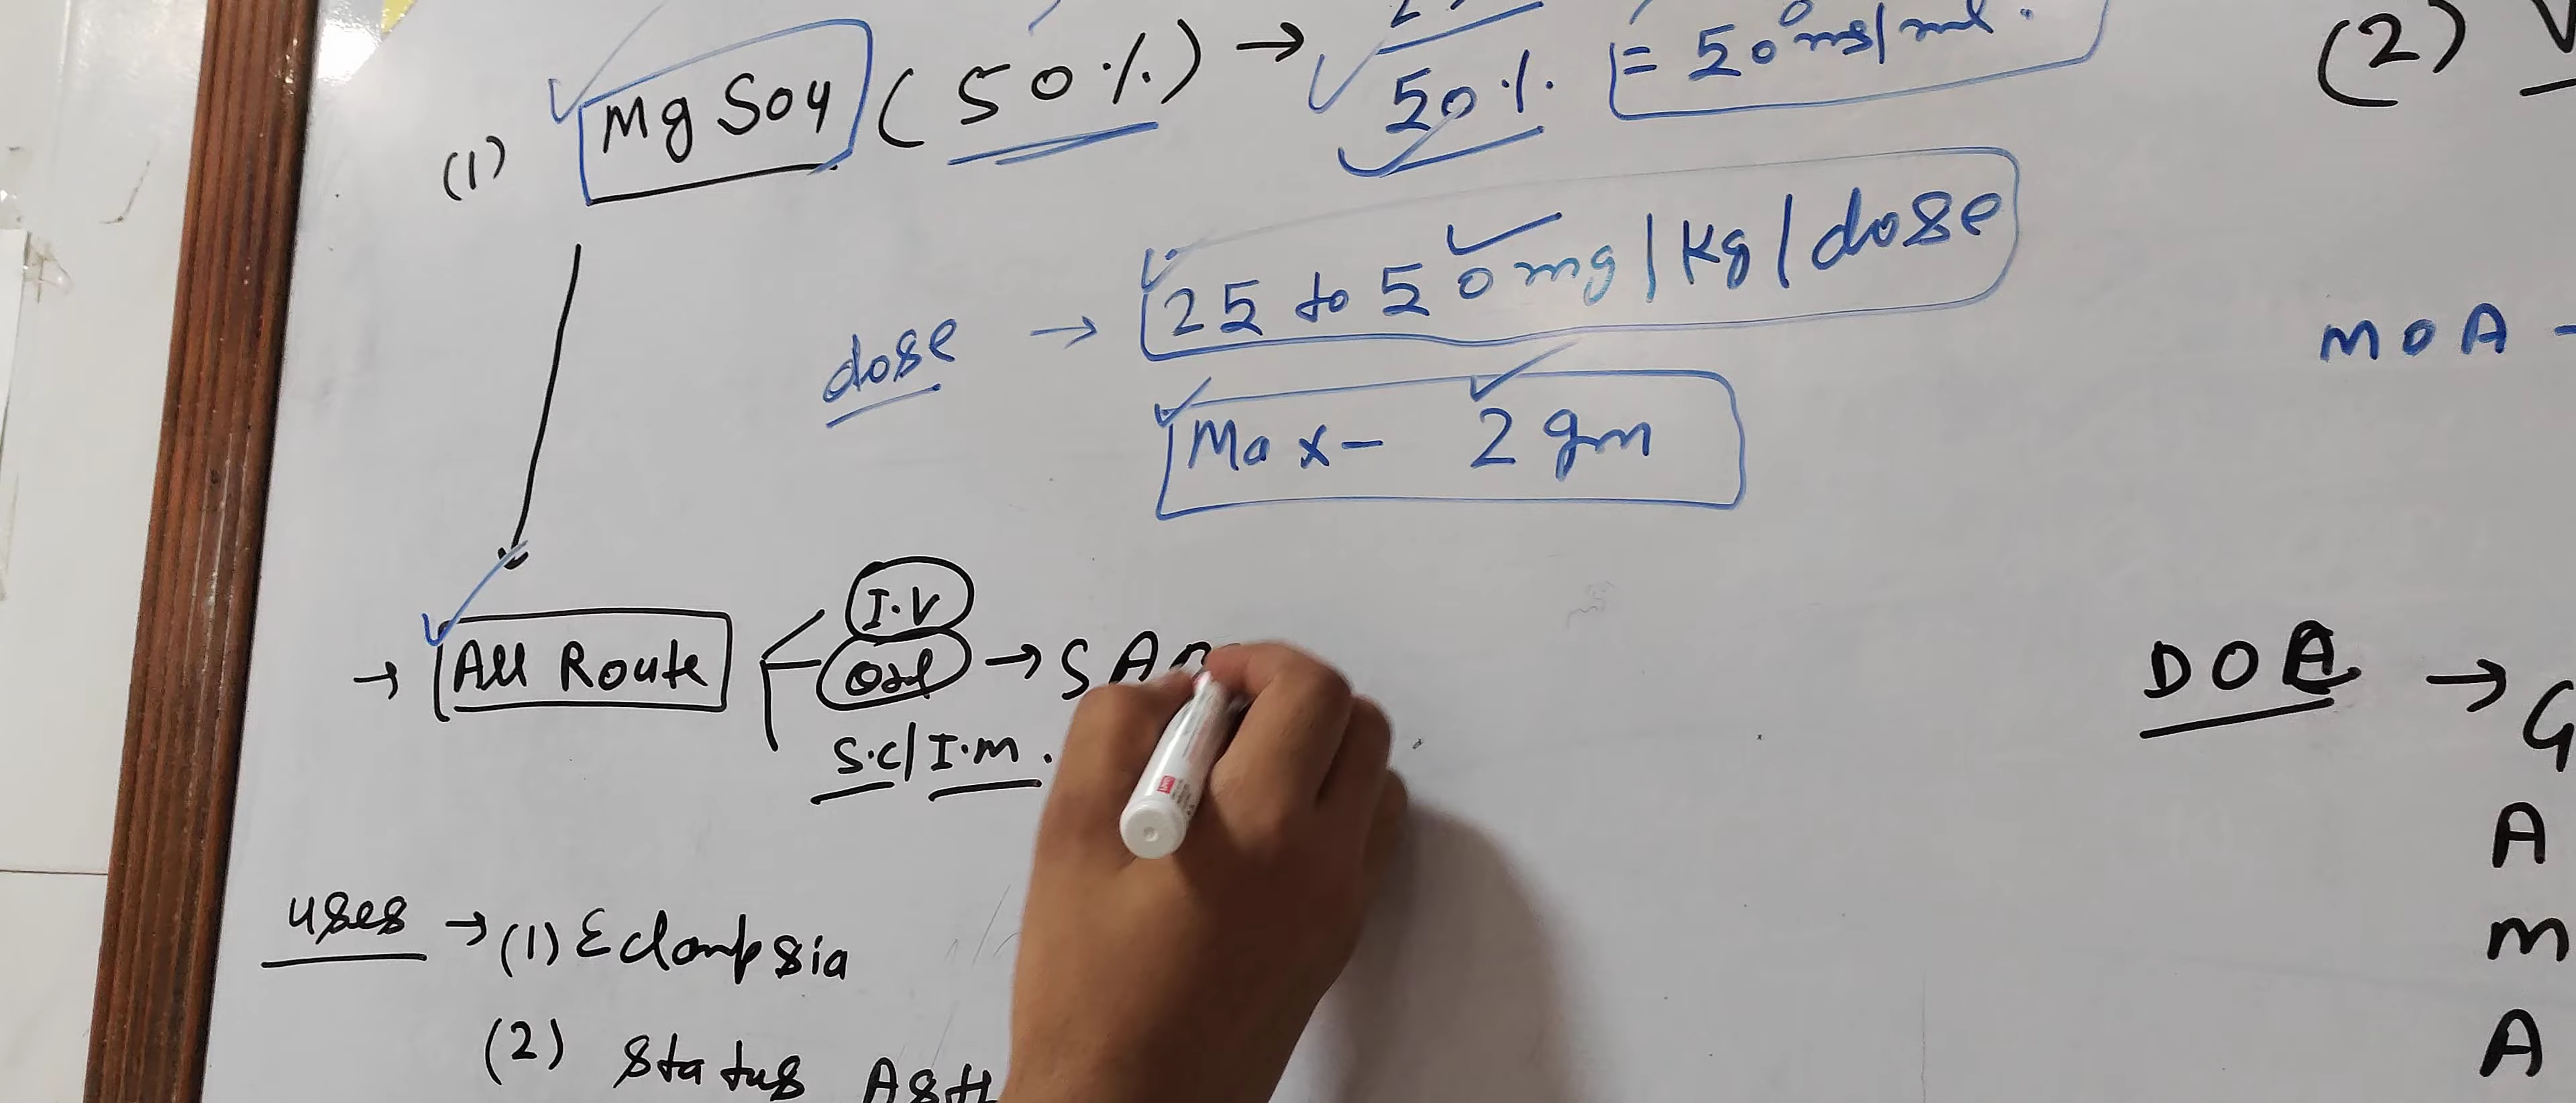 (1) Mg So4 (50%) → 50% = 50 mg/ml.
dose → 25 to 50 mg/kg/dose
Max - 2 gm
→ All Route
I.V
Oral → SA
S.C/I.M.
uses → (1) Eclampsia
(2) Status Asth
(2)
MOA -
DOA → G
A
M
A